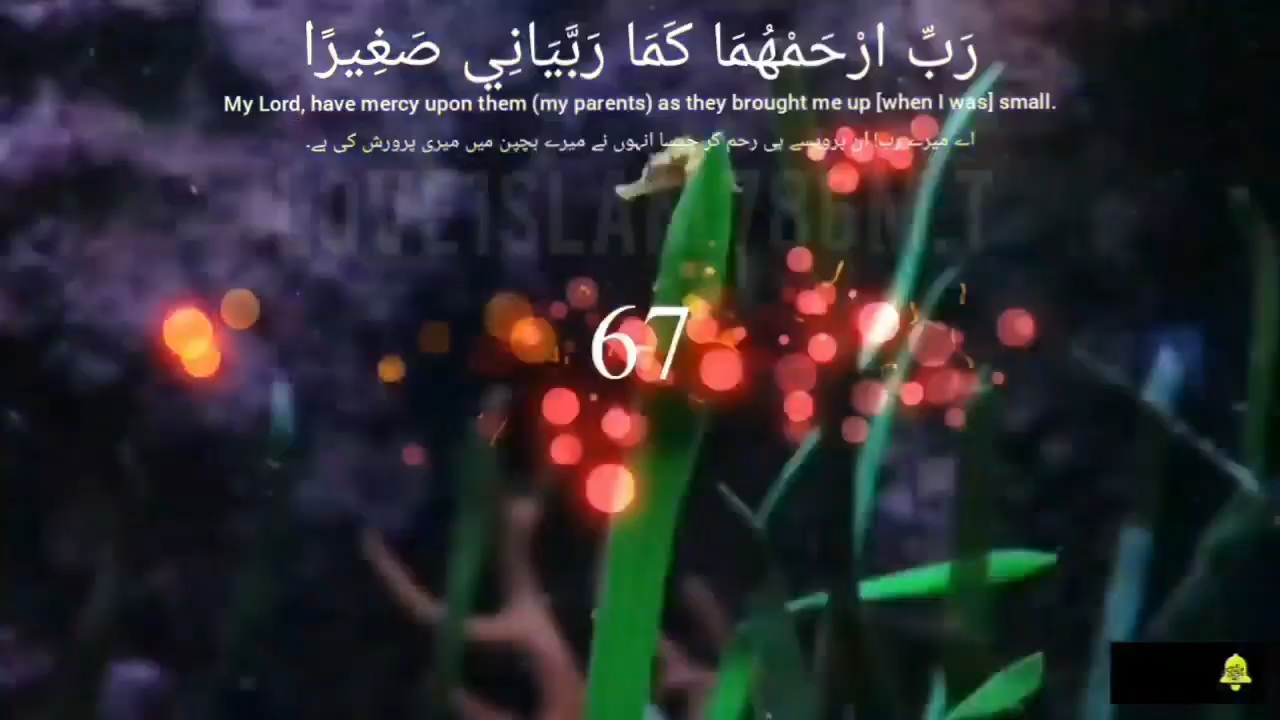 رَبِّ ارْحَمْهُمَا كَمَا رَبَّيَانِي صَغِيرًا
My Lord, have mercy upon them (my parents) as they brought me up [when I was] small.
اے میرے رب! ان پر ویسے ہی رحم کر جیسا انہوں نے میرے بچپن میں میری پرورش کی ہے۔
67